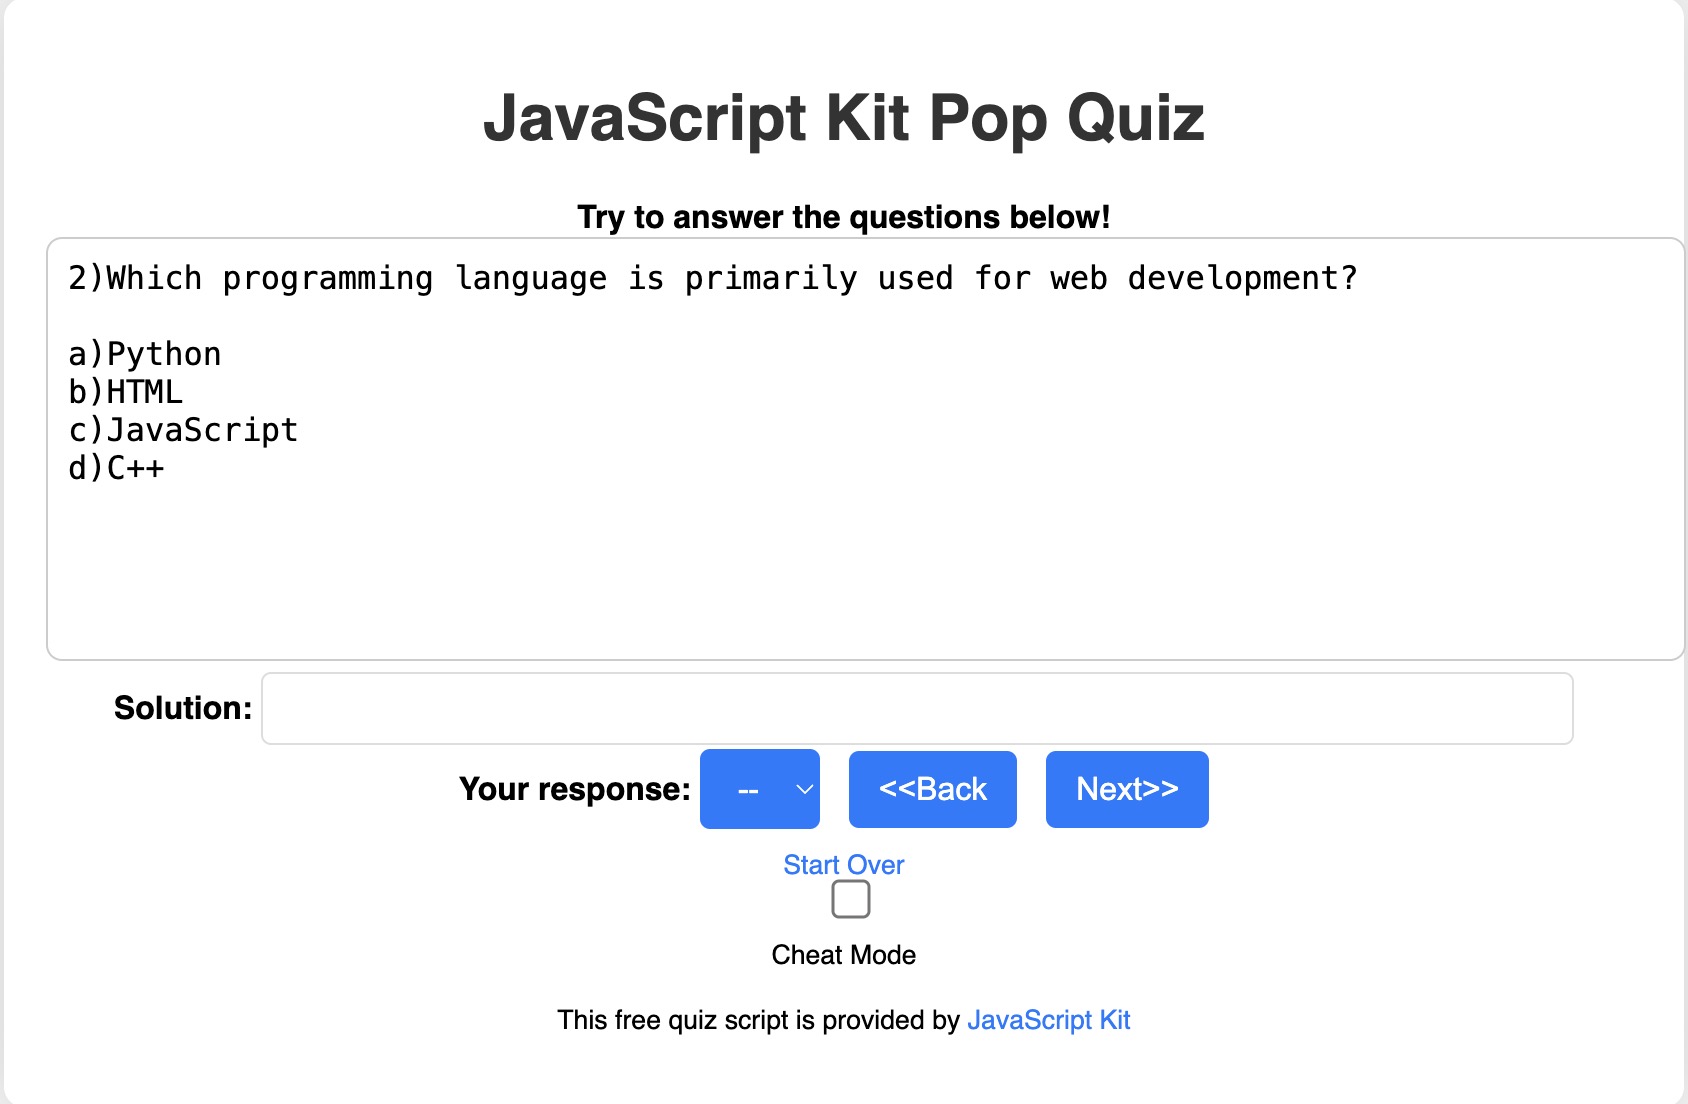 JavaScript Kit Pop Quiz
Try to answer the questions below!
2)Which programming language is primarily used for web development?
a)Python
b)HTML
c)JavaScript
d)C++
Solution:
Your response: -- <<Back Next>>
Start Over
Cheat Mode
This free quiz script is provided by JavaScript Kit